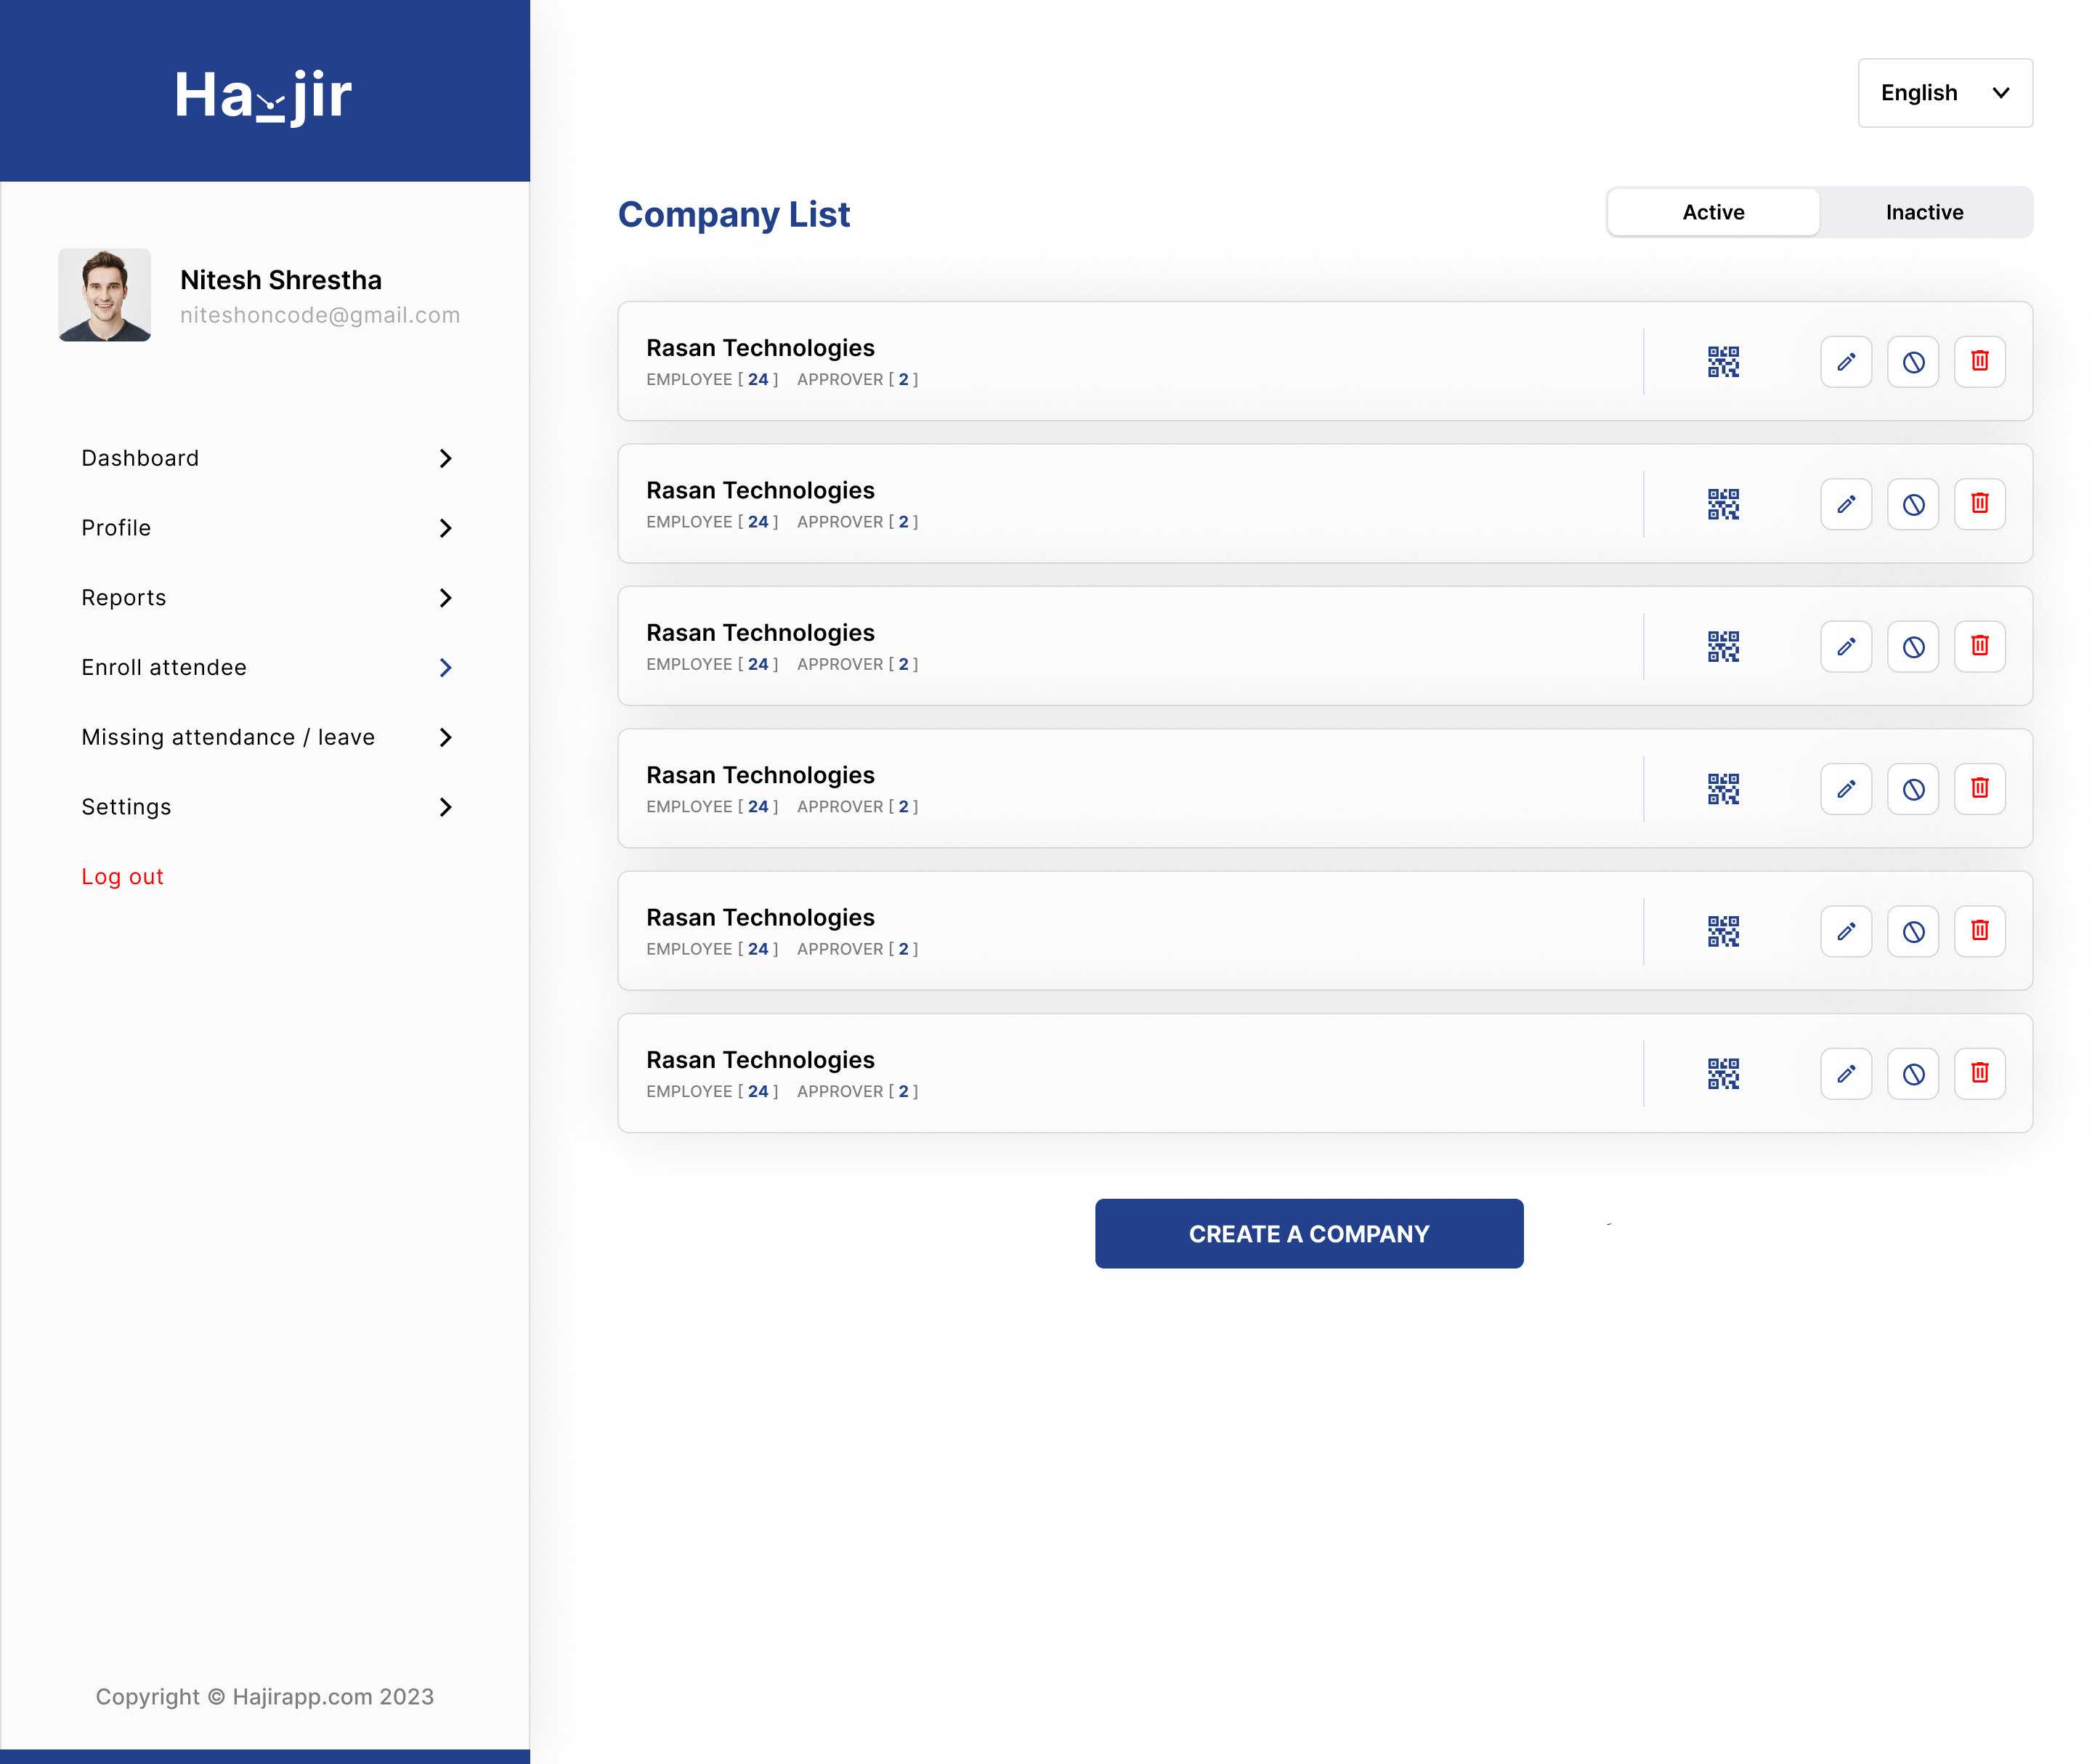 Hajir
English
Company List
Active
Inactive
Nitesh Shrestha
niteshoncode@gmail.com
Dashboard
Profile
Reports
Enroll attendee
Missing attendance / leave
Settings
Log out
Rasan Technologies
EMPLOYEE [ 24 ] APPROVER [ 2 ]
Rasan Technologies
EMPLOYEE [ 24 ] APPROVER [ 2 ]
Rasan Technologies
EMPLOYEE [ 24 ] APPROVER [ 2 ]
Rasan Technologies
EMPLOYEE [ 24 ] APPROVER [ 2 ]
Rasan Technologies
EMPLOYEE [ 24 ] APPROVER [ 2 ]
Rasan Technologies
EMPLOYEE [ 24 ] APPROVER [ 2 ]
CREATE A COMPANY
Copyright © Hajirapp.com 2023